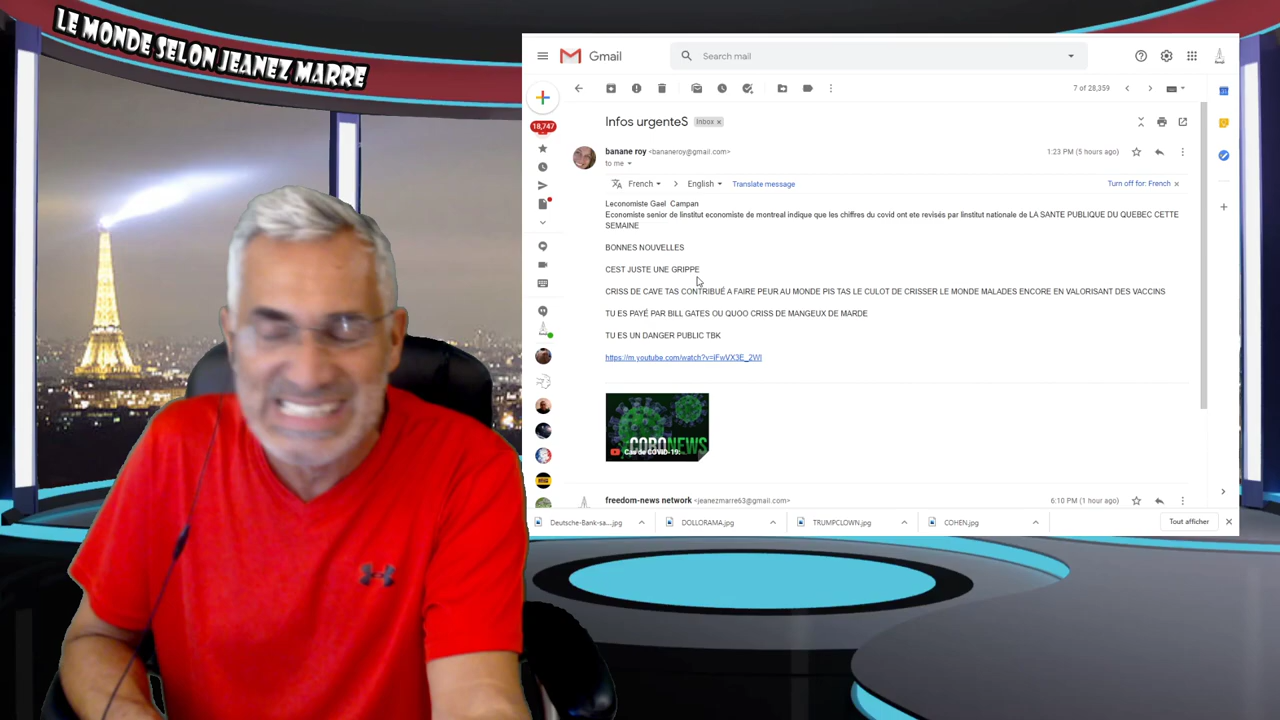 LE MONDE SELON JEANEZ MARRE
Gmail
Search mail
7 of 28,359
18,747
Infos urgenteS
Inbox x
banane roy <bananeroy@gmail.com>
1:23 PM (5 hours ago)
to me
French > English Translate message
Turn off for: French x
Leconomiste Gael Campan
Economiste senior de linstitut economiste de montreal indique que les chiffres du covid ont ete revisés par linstitut nationale de LA SANTE PUBLIQUE DU QUEBEC CETTE
SEMAINE
BONNES NOUVELLES
CEST JUSTE UNE GRIPPE
CRISS DE CAVE TAS CONTRIBUÉ A FAIRE PEUR AU MONDE PIS TAS LE CULOT DE CRISSER LE MONDE MALADES ENCORE EN VALORISANT DES VACCINS
TU ES PAYÉ PAR BILL GATES OU QUOO CRISS DE MANGEUX DE MARDE
TU ES UN DANGER PUBLIC TBK
CORONEWS
Cas de COVID-19:
freedom-news network <jeanezmarre63@gmail.com>
6:10 PM (1 hour ago)
Deutsche-Bank-sa....jpg
DOLLORAMA.jpg
TRUMPCLOWN.jpg
COHEN.jpg
Tout afficher